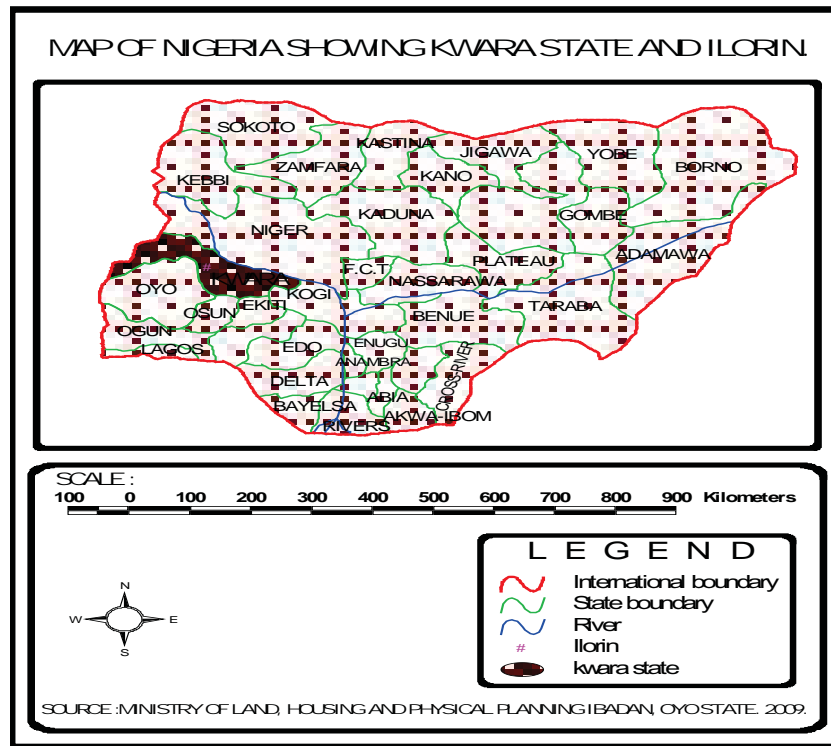 MAP OF NIGERIA SHOWING KWARA STATE AND ILORIN.
SOKOTO
KASTINA
JIGAWA
YOBE
BORNO
ZAMFARA
KANO
KEBBI
KADUNA
GOMBE
NIGER
ADAMAWA
PLATEAU
F.C.T
NASSARAWA
KWARA
OYO
KOGI
TARABA
EKITI
OSUN
BENUE
OGUN
LAGOS
EDO
ENUGU
ANAMBRA
CROSS-RIVER
DELTA
ABIA
BAYELSA
AKWA-IBOM
RIVERS
SCALE :
100 0 100 200 300 400 500 600 700 800 900 Kilometers
LEGEND
International boundary
State boundary
River
# Ilorin
kwara state
N
W E
S
SOURCE :MINISTRY OF LAND, HOUSING AND PHYSICAL PLANNING IBADAN, OYO STATE. 2009.